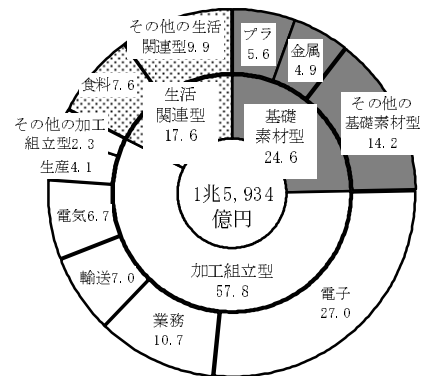 その他の生活
関連型9.9
プラ
5.6
金属
4.9
食料7.6
生活
関連型
17.6
基礎
素材型
24.6
その他の
基礎素材型
14.2
その他の加工
組立型2.3
生産4.1
1兆5,934
億円
電気6.7
輸送7.0
加工組立型
57.8
電子
27.0
業務
10.7